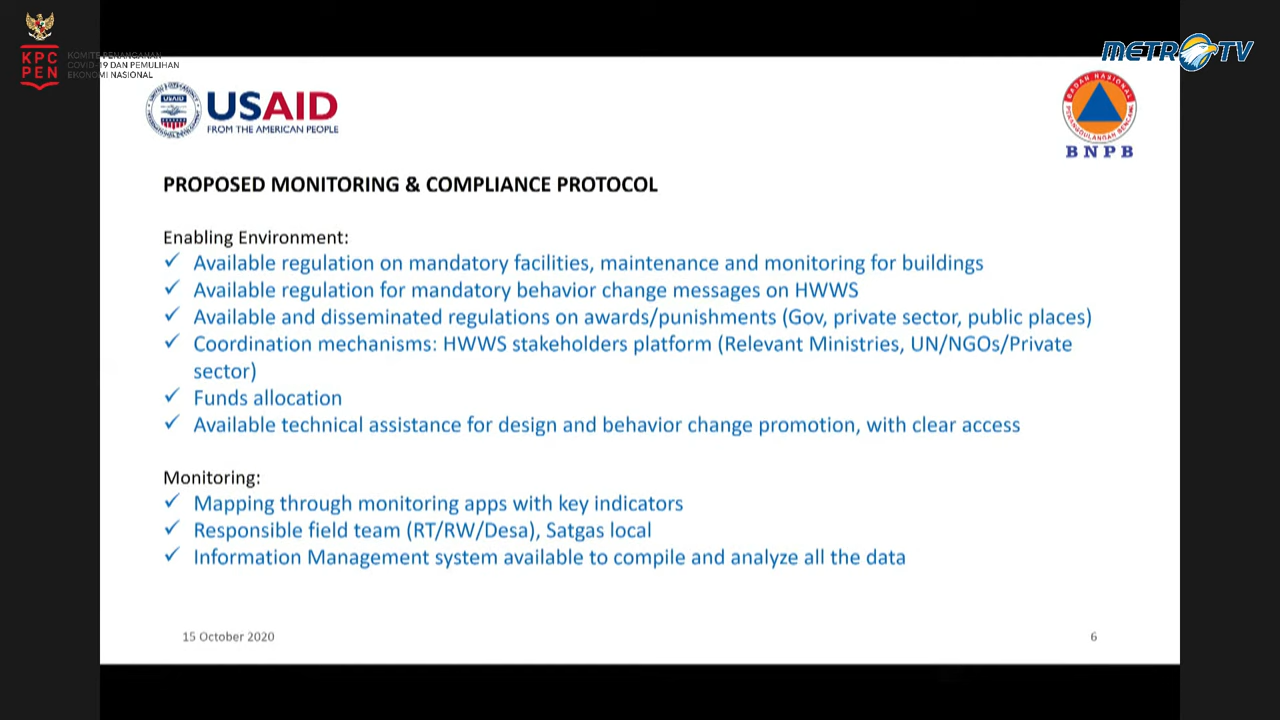 KPC
PEN
KOMITE PENANGANAN
COVID-19 DAN PEMULIHAN
EKONOMI NASIONAL
METRO TV
USAID
USAID
FROM THE AMERICAN PEOPLE
BADAN NASIONAL
PENANGGULANGAN BENCANA
BNPB
PROPOSED MONITORING & COMPLIANCE PROTOCOL
Enabling Environment:
✓ Available regulation on mandatory facilities, maintenance and monitoring for buildings
✓ Available regulation for mandatory behavior change messages on HWWS
✓ Available and disseminated regulations on awards/punishments (Gov, private sector, public places)
✓ Coordination mechanisms: HWWS stakeholders platform (Relevant Ministries, UN/NGOs/Private
sector)
✓ Funds allocation
✓ Available technical assistance for design and behavior change promotion, with clear access
Monitoring:
✓ Mapping through monitoring apps with key indicators
✓ Responsible field team (RT/RW/Desa), Satgas local
✓ Information Management system available to compile and analyze all the data
15 October 2020
6